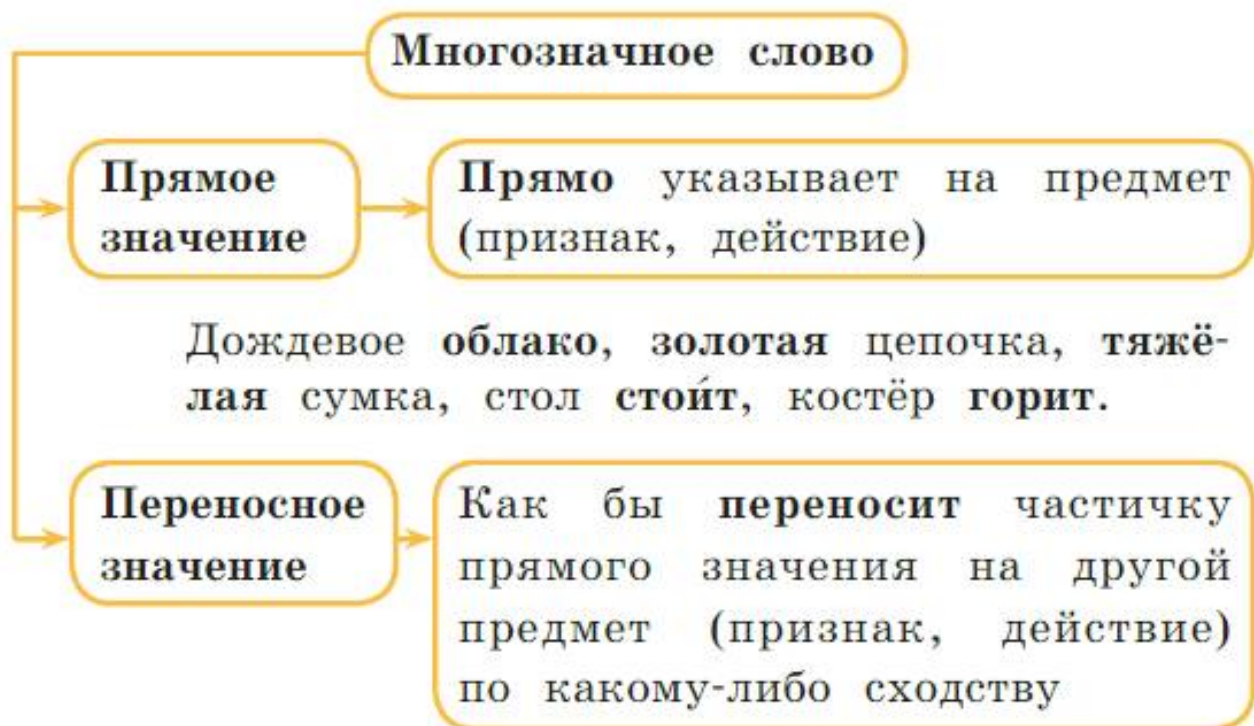 Многозначное слово
Прямое
значение
Прямо указывает на предмет
(признак, действие)
Дождевое облако, золотая цепочка, тяжё-
лая сумка, стол стои́т, костёр горит.
Переносное
значение
Как бы переносит частичку
прямого значения на другой
предмет (признак, действие)
по какому-либо сходству